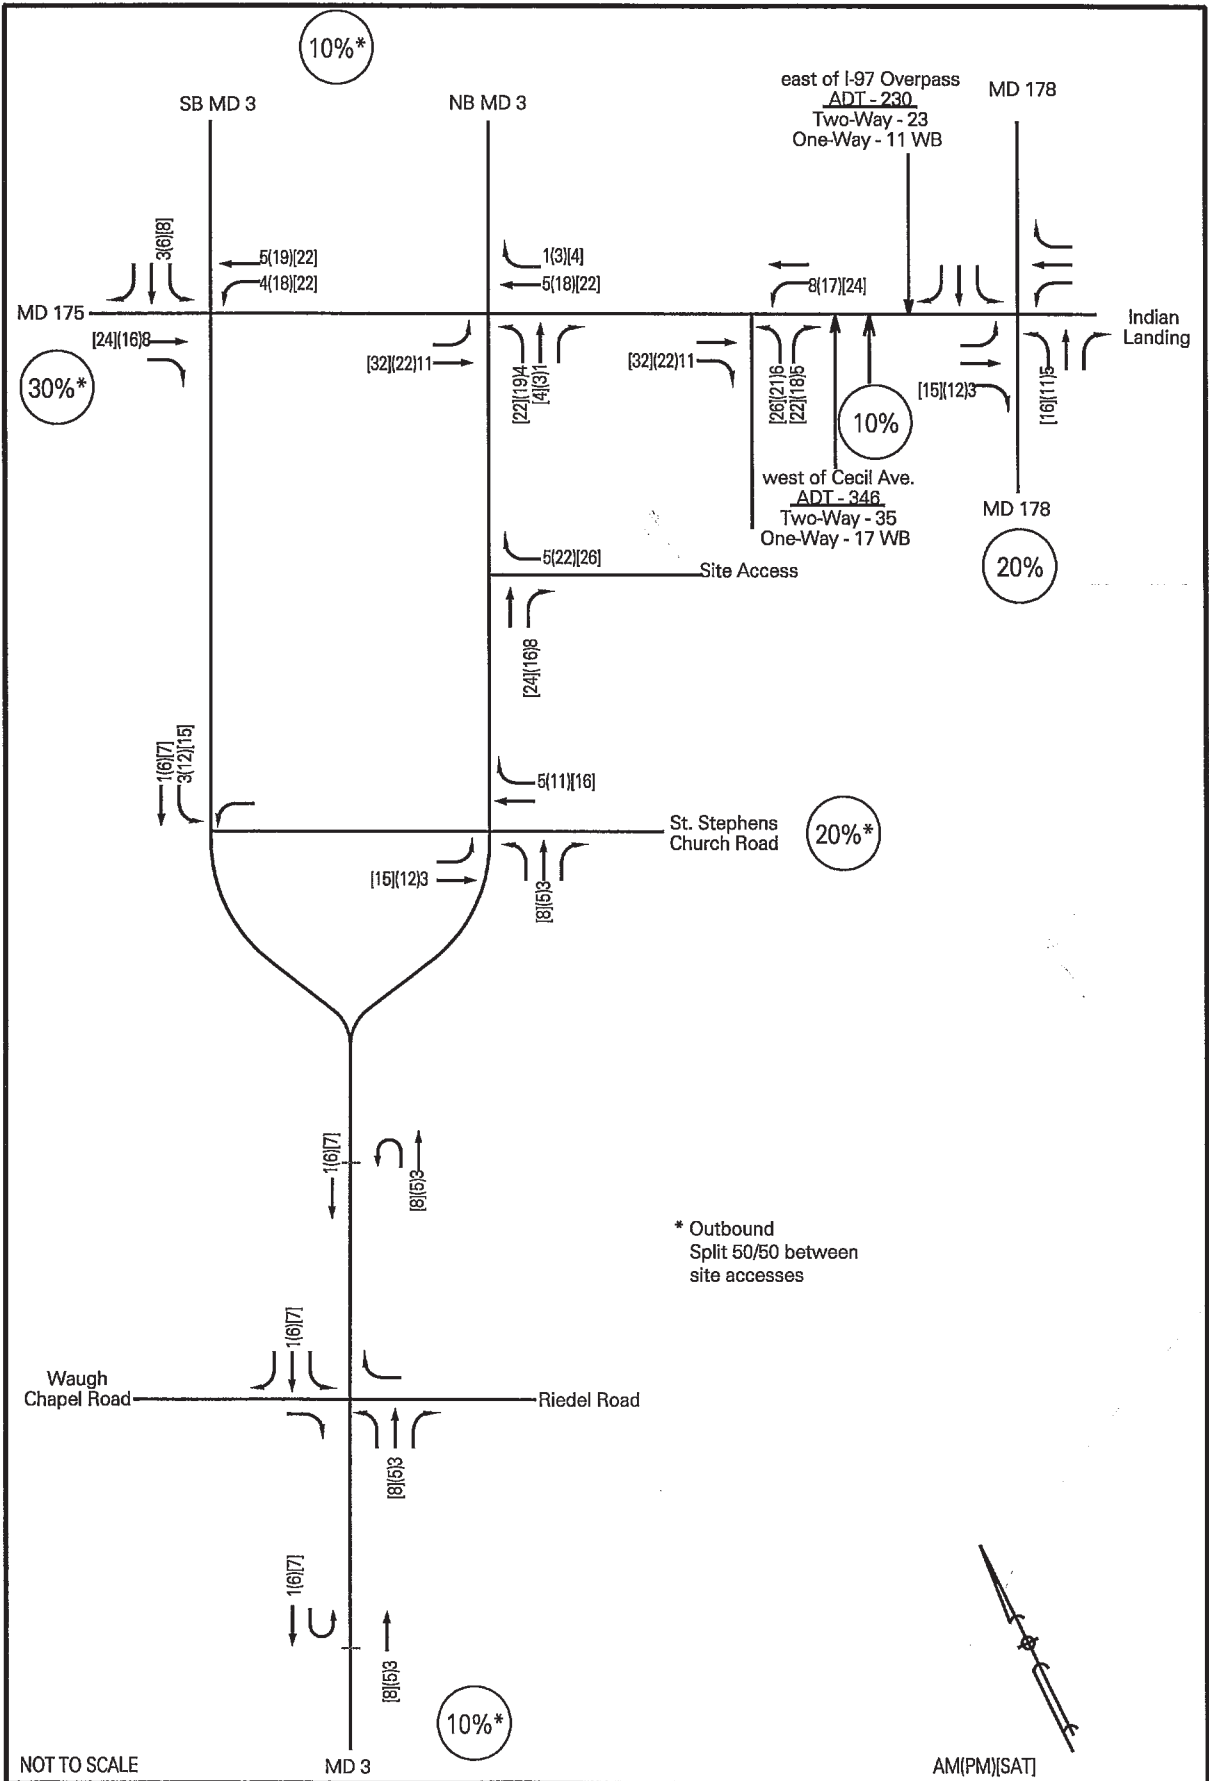 10%*
SB MD 3
NB MD 3
east of I-97 Overpass
ADT - 230
Two-Way - 23
One-Way - 11 WB
MD 178
3(6)[8]
5(19)[22]
4(18)[22]
1(3)[4]
5(18)[22]
8(17)[24]
MD 175
Indian
Landing
[24](16)8
[32](22)11
[22](19)4
[4](3)1
[32](22)11
[26](21)6
[22](18)5
[15](12)3
[16](11)5
30%*
10%
west of Cecil Ave.
ADT - 346
Two-Way - 35
One-Way - 17 WB
MD 178
20%
5(22)[26]
Site Access
[24](16)8
1(6)[7]
3(12)[15]
5(11)[16]
St. Stephens
Church Road
20%*
[15](12)3
[8](5)3
1(6)[7]
[8](5)3
* Outbound
Split 50/50 between
site accesses
1(6)[7]
Waugh
Chapel Road
Riedel Road
[8](5)3
1(6)[7]
[8](5)3
10%*
NOT TO SCALE
MD 3
AM(PM)[SAT]